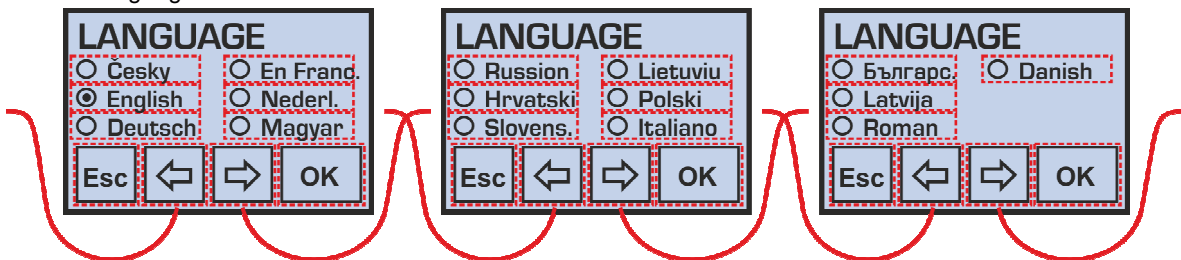 LANGUAGE
Česky
En Franc.
English
Nederl.
Deutsch
Magyar
Esc
OK
LANGUAGE
Russion
Lietuviu
Hrvatski
Polski
Slovens.
Italiano
Esc
OK
LANGUAGE
Българс.
Danish
Latvija
Roman
Esc
OK